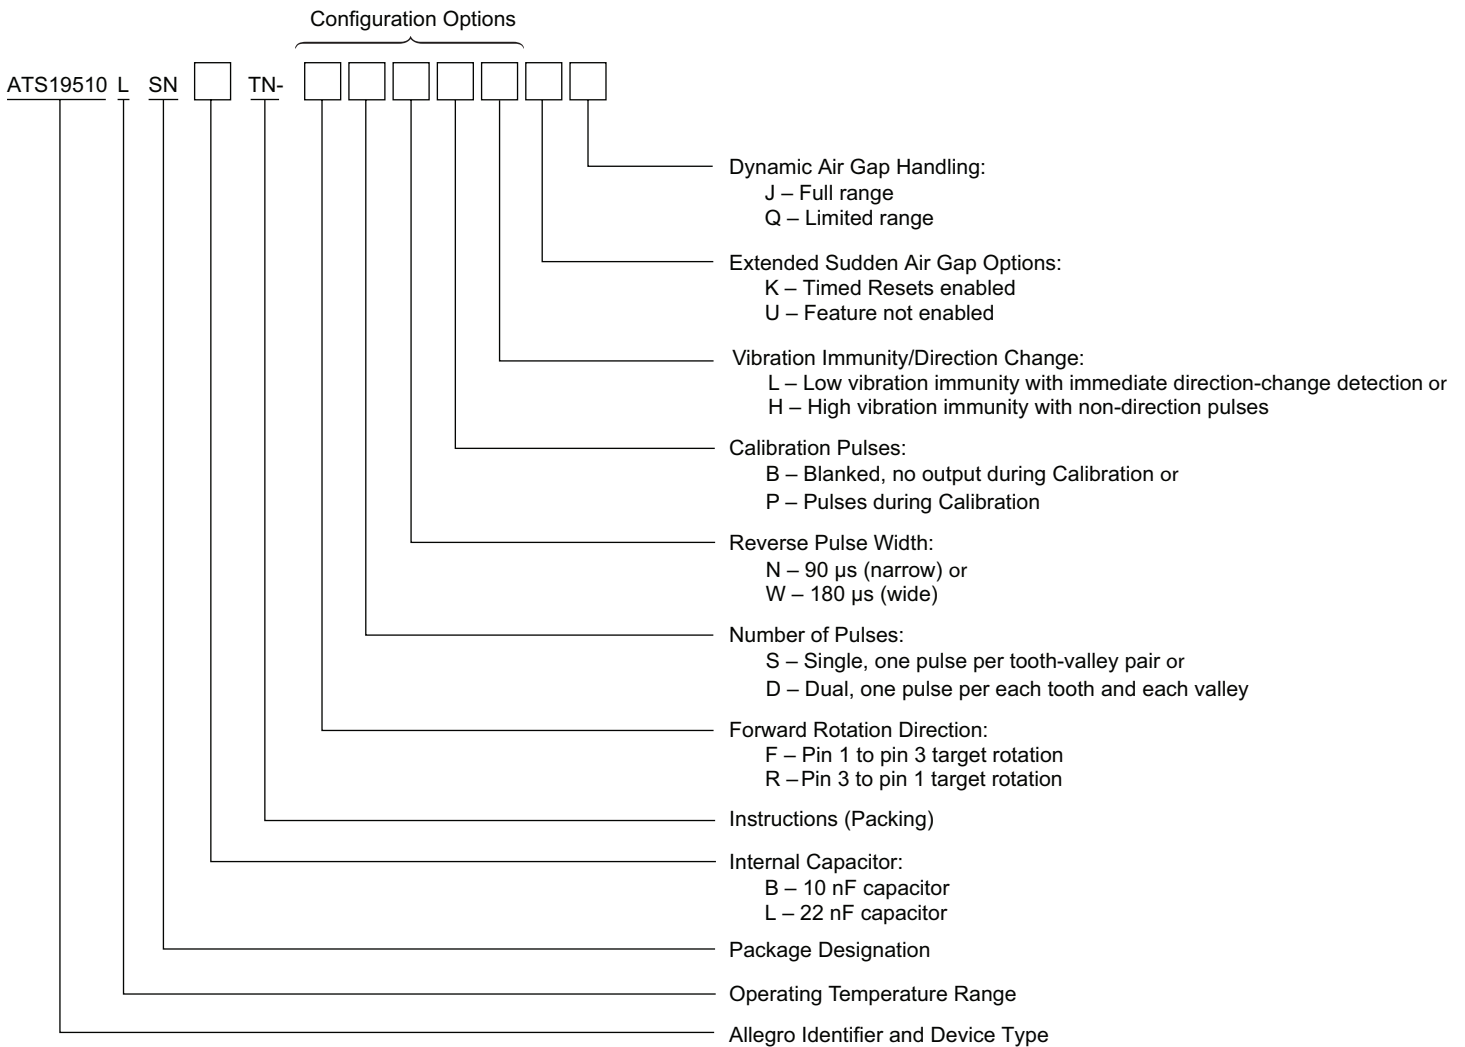 Configuration Options
ATS19510 L SN TN-
Dynamic Air Gap Handling:
J – Full range
Q – Limited range
Extended Sudden Air Gap Options:
K – Timed Resets enabled
U – Feature not enabled
Vibration Immunity/Direction Change:
L – Low vibration immunity with immediate direction-change detection or
H – High vibration immunity with non-direction pulses
Calibration Pulses:
B – Blanked, no output during Calibration or
P – Pulses during Calibration
Reverse Pulse Width:
N – 90 µs (narrow) or
W – 180 µs (wide)
Number of Pulses:
S – Single, one pulse per tooth-valley pair or
D – Dual, one pulse per each tooth and each valley
Forward Rotation Direction:
F – Pin 1 to pin 3 target rotation
R – Pin 3 to pin 1 target rotation
Instructions (Packing)
Internal Capacitor:
B – 10 nF capacitor
L – 22 nF capacitor
Package Designation
Operating Temperature Range
Allegro Identifier and Device Type